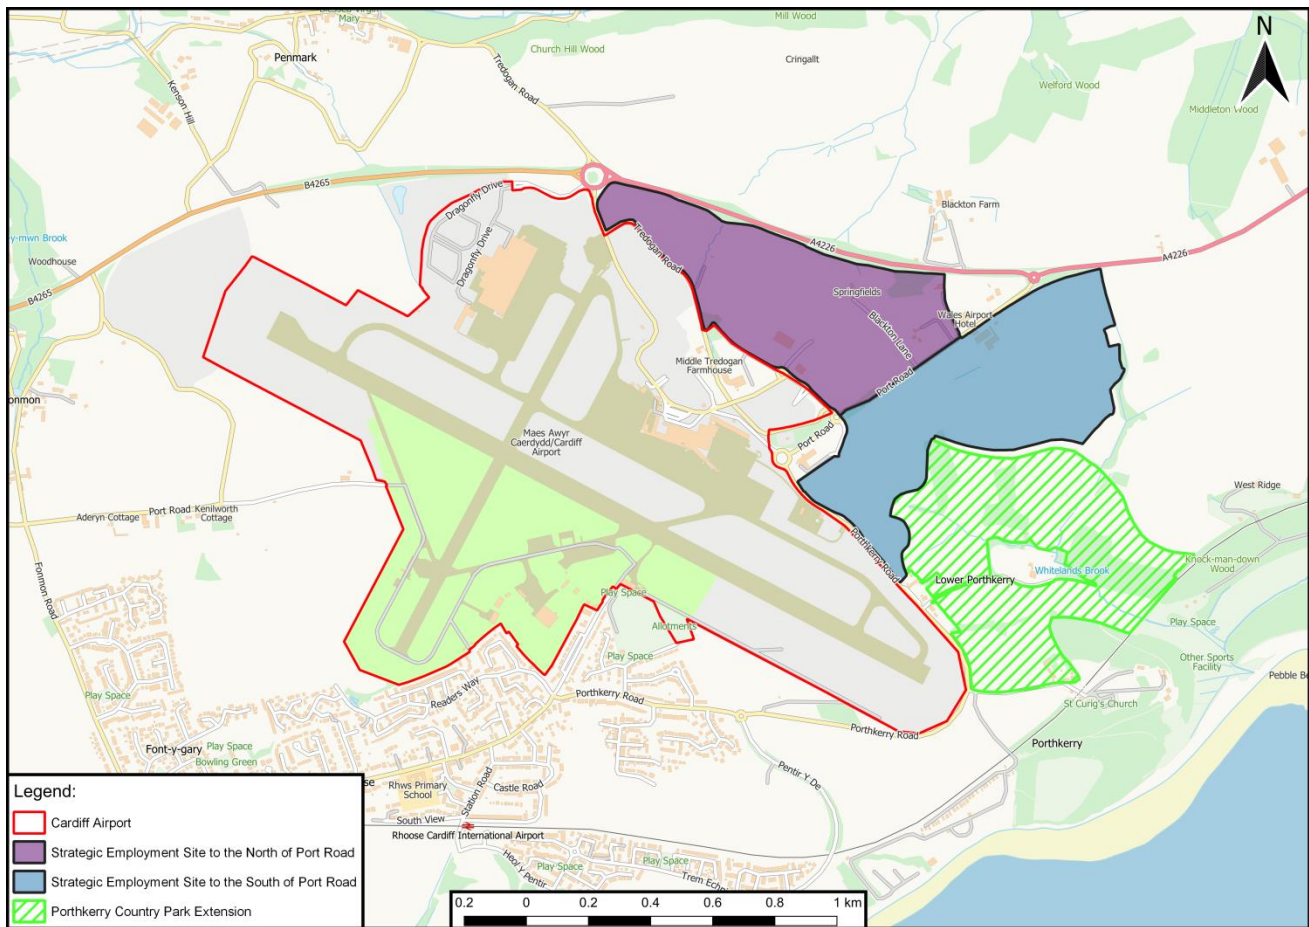 Blessed Virgin
Mary
Penmark
Kenson Hill
Tredogan Road
Church Hill Wood
Mill Wood
Cringallt
Welford Wood
Middleton Wood
N
B4265
Dragonfly Drive
Dragonfly Drive
Brook
Woodhouse
B4265
Tredogan Road
A4226
Blackton Farm
A4226
Springfields
Blackton Lane
Wales Airport
Hotel
Middle Tredogan
Farmhouse
Port Road
Port Road
Maes Awyr
Caerdydd/Cardiff
Airport
Port Road
Aderyn Cottage
Kenilworth
Cottage
Fonmon Road
Porthkerry Road
West Ridge
Knock-man-down
Wood
Lower Porthkerry
Whitelands Brook
Play Space
Play Space
Allotments
Play Space
Other Sports
Facility
Pebble
Play Space
Readers Way
Porthkerry Road
Porthkerry Road
St Curig's Church
Porthkerry
Font-y-gary
Play Space
Bowling Green
Pentir Y De
Rhws Primary
School
Station Road
Castle Road
South View
Rhoose Cardiff International Airport
Heol Y Pentir
Play Space
Play Space
Legend:
Cardiff Airport
Strategic Employment Site to the North of Port Road
Strategic Employment Site to the South of Port Road
Porthkerry Country Park Extension
0.2 0 0.2 0.4 0.6 0.8 1 km